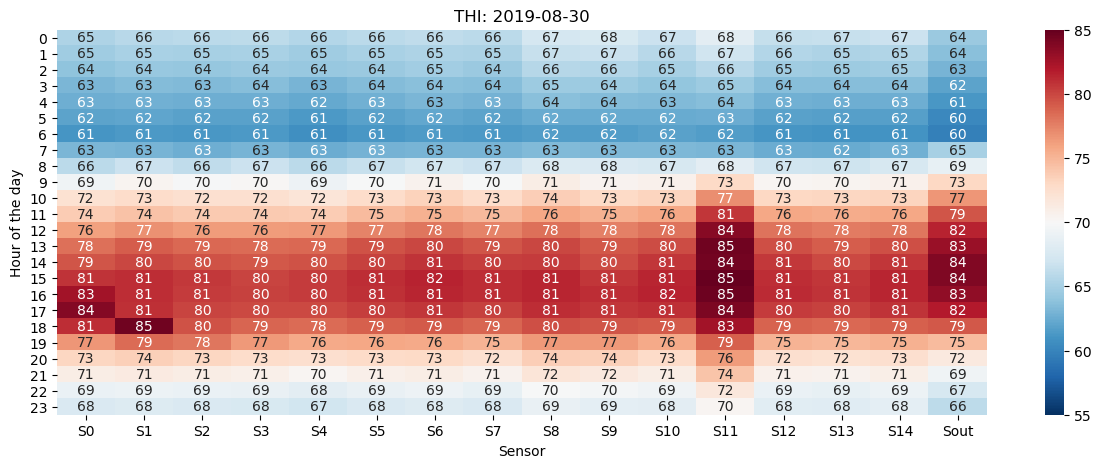 THI: 2019-08-30
0 65 66 66 66 66 66 66 66 67 68 67 68 66 67 67 64
1 65 65 65 65 65 65 65 65 67 67 66 67 66 65 65 64
2 64 64 64 64 64 64 65 64 66 66 65 66 65 65 65 63
3 63 63 63 64 63 64 64 64 65 64 64 65 64 64 64 62
4 63 63 63 63 62 63 63 63 64 64 63 64 63 63 63 61
5 62 62 62 62 61 62 62 62 62 62 62 63 62 62 62 60
6 61 61 61 61 61 61 61 61 62 62 62 62 61 61 61 60
7 63 63 63 63 63 63 63 63 63 63 63 63 63 62 63 65
8 66 67 66 67 66 67 67 67 68 68 67 68 67 67 67 69
9 69 70 70 70 69 70 71 70 71 71 71 73 70 70 71 73
10 72 73 72 72 72 73 73 73 74 73 73 77 73 73 73 77
11 74 74 74 74 74 75 75 75 76 75 76 81 76 76 76 79
12 76 77 76 76 77 77 78 77 78 78 78 84 78 78 78 82
13 78 79 79 78 79 79 80 79 80 79 80 85 80 79 80 83
14 79 80 80 79 80 80 81 80 80 80 81 84 81 80 81 84
15 81 81 81 80 80 81 82 81 81 81 81 85 81 81 81 84
16 83 81 81 80 80 81 81 81 81 81 82 85 81 81 81 83
17 84 81 80 80 80 80 81 80 81 81 81 84 80 80 81 82
18 81 85 80 79 78 79 79 79 80 79 79 83 79 79 79 79
19 77 79 78 77 76 76 76 75 77 77 76 79 75 75 75 75
20 73 74 73 73 73 73 73 72 74 74 73 76 72 72 73 72
21 71 71 71 71 70 71 71 71 72 72 71 74 71 71 71 69
22 69 69 69 69 68 69 69 69 70 70 69 72 69 69 69 67
23 68 68 68 68 67 68 68 68 69 69 68 70 68 68 68 66
S0 S1 S2 S3 S4 S5 S6 S7 S8 S9 S10 S11 S12 S13 S14 Sout
Sensor
Hour of the day
85
80
75
70
65
60
55